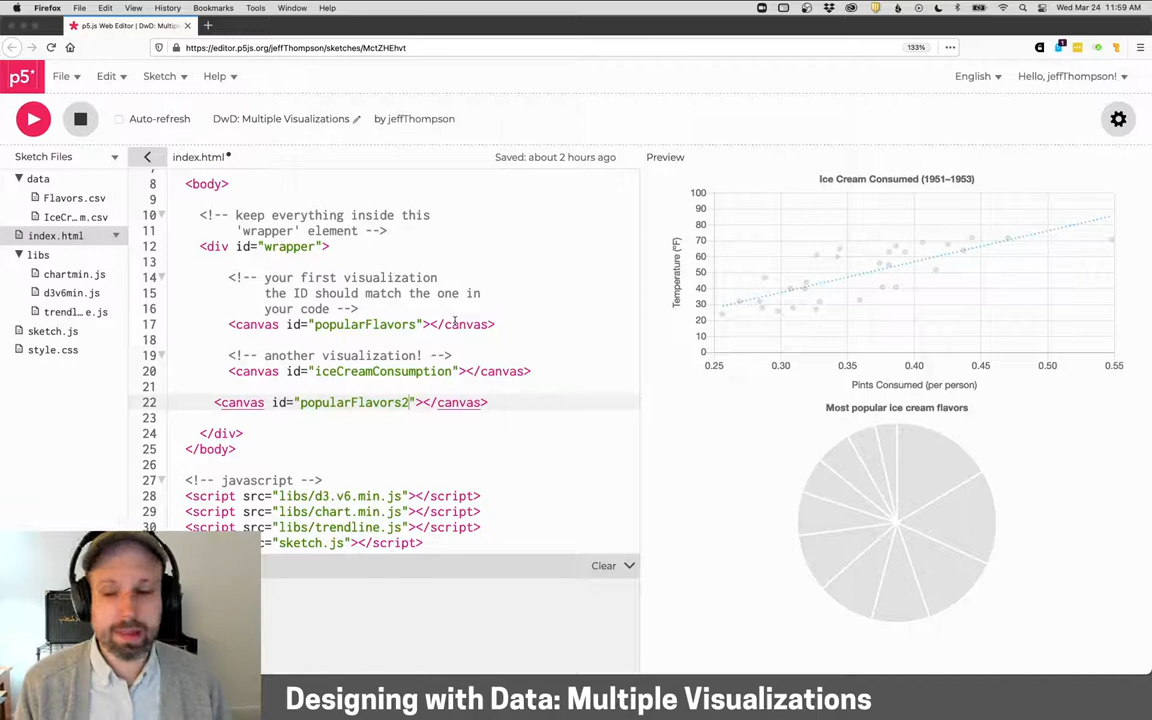 Firefox File Edit View History Bookmarks Tools Window Help Wed Mar 24 11:59 AM
p5.js Web Editor | DwD: Multip
https://editor.p5js.org/jeffThompson/sketches/MctZHEhvt 133%
p5* File Edit Sketch Help English Hello, jeffThompson!
Auto-refresh DwD: Multiple Visualizations by jeffThompson
Sketch Files index.html Saved: about 2 hours ago Preview
data
Flavors.csv
IceCr…m.csv
index.html
libs
chartmin.js
d3v6min.js
trendl…e.js
sketch.js
style.css
7
8 <body>
9
10 <!-- keep everything inside this
11 'wrapper' element -->
12 <div id="wrapper">
13
14 <!-- your first visualization
15 the ID should match the one in
16 your code -->
17 <canvas id="popularFlavors"></canvas>
18
19 <!-- another visualization! -->
20 <canvas id="iceCreamConsumption"></canvas>
21
22 <canvas id="popularFlavors2"></canvas>
23
24 </div>
25 </body>
26
27 <!-- javascript -->
28 <script src="libs/d3.v6.min.js"></script>
29 <script src="libs/chart.min.js"></script>
30 <script src="libs/trendline.js"></script>
="sketch.js"></script>
Clear
Ice Cream Consumed (1951–1953)
100
90
80
70
60
50
40
30
20
10
0
Temperature (°F)
0.25 0.30 0.35 0.40 0.45 0.50 0.55
Pints Consumed (per person)
Most popular ice cream flavors
Designing with Data: Multiple Visualizations